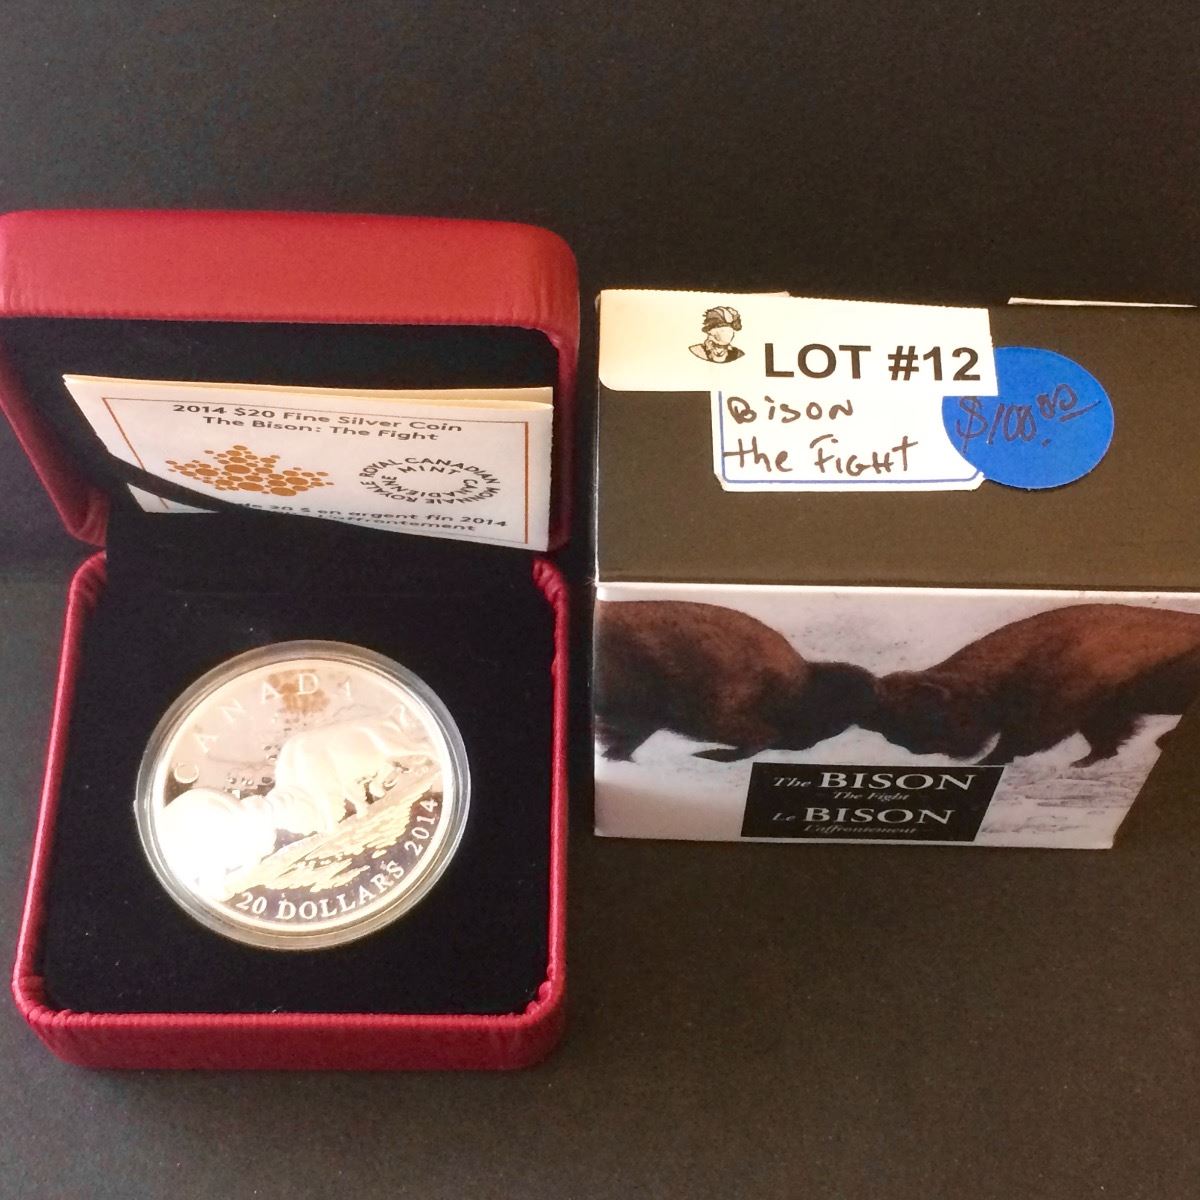 2014 $20 Fine Silver Coin
The Bison: The Fight
ROYAL CANADIAN MINT
MONNAIE ROYALE CANADIENNE
20 $ en argent fin 2014
L'affrontement
CANADA
20 DOLLARS 2014
LOT #12
BISON
the FIGHT
$100.00
The BISON
The Fight
Le BISON
L'affrontement